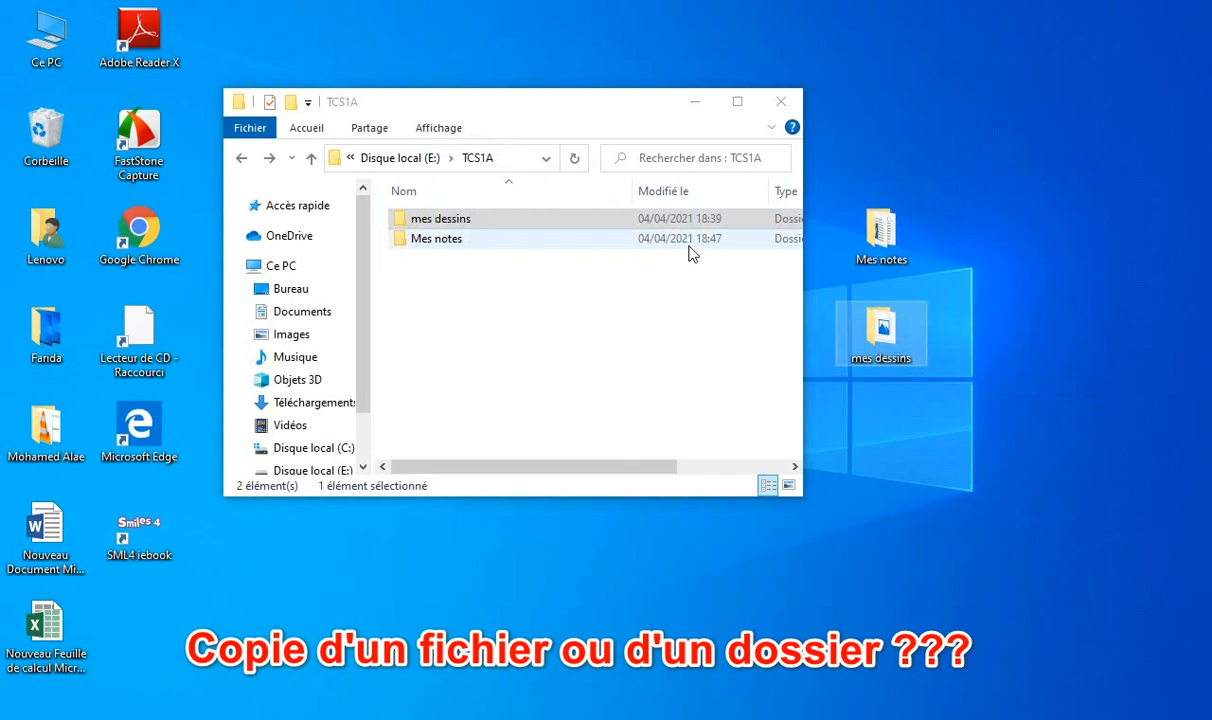 Ce PC
Adobe Reader X
Corbeille
FastStone
Capture
Lenovo
Google Chrome
Farida
Lecteur de CD -
Raccourci
Mohamed Alae
Microsoft Edge
Nouveau
Document Mi...
Smiles 4
SML4 iebook
Nouveau Feuille
de calcul Micr...
TCS1A
Fichier
Accueil
Partage
Affichage
« Disque local (E:) › TCS1A
Rechercher dans : TCS1A
Accès rapide
OneDrive
Ce PC
Bureau
Documents
Images
Musique
Objets 3D
Téléchargements
Vidéos
Disque local (C:)
Disque local (E:)
Nom
Modifié le
Type
mes dessins
04/04/2021 18:39
Dossi
Mes notes
04/04/2021 18:47
Dossi
2 élément(s)
1 élément sélectionné
Mes notes
mes dessins
Copie d'un fichier ou d'un dossier ???